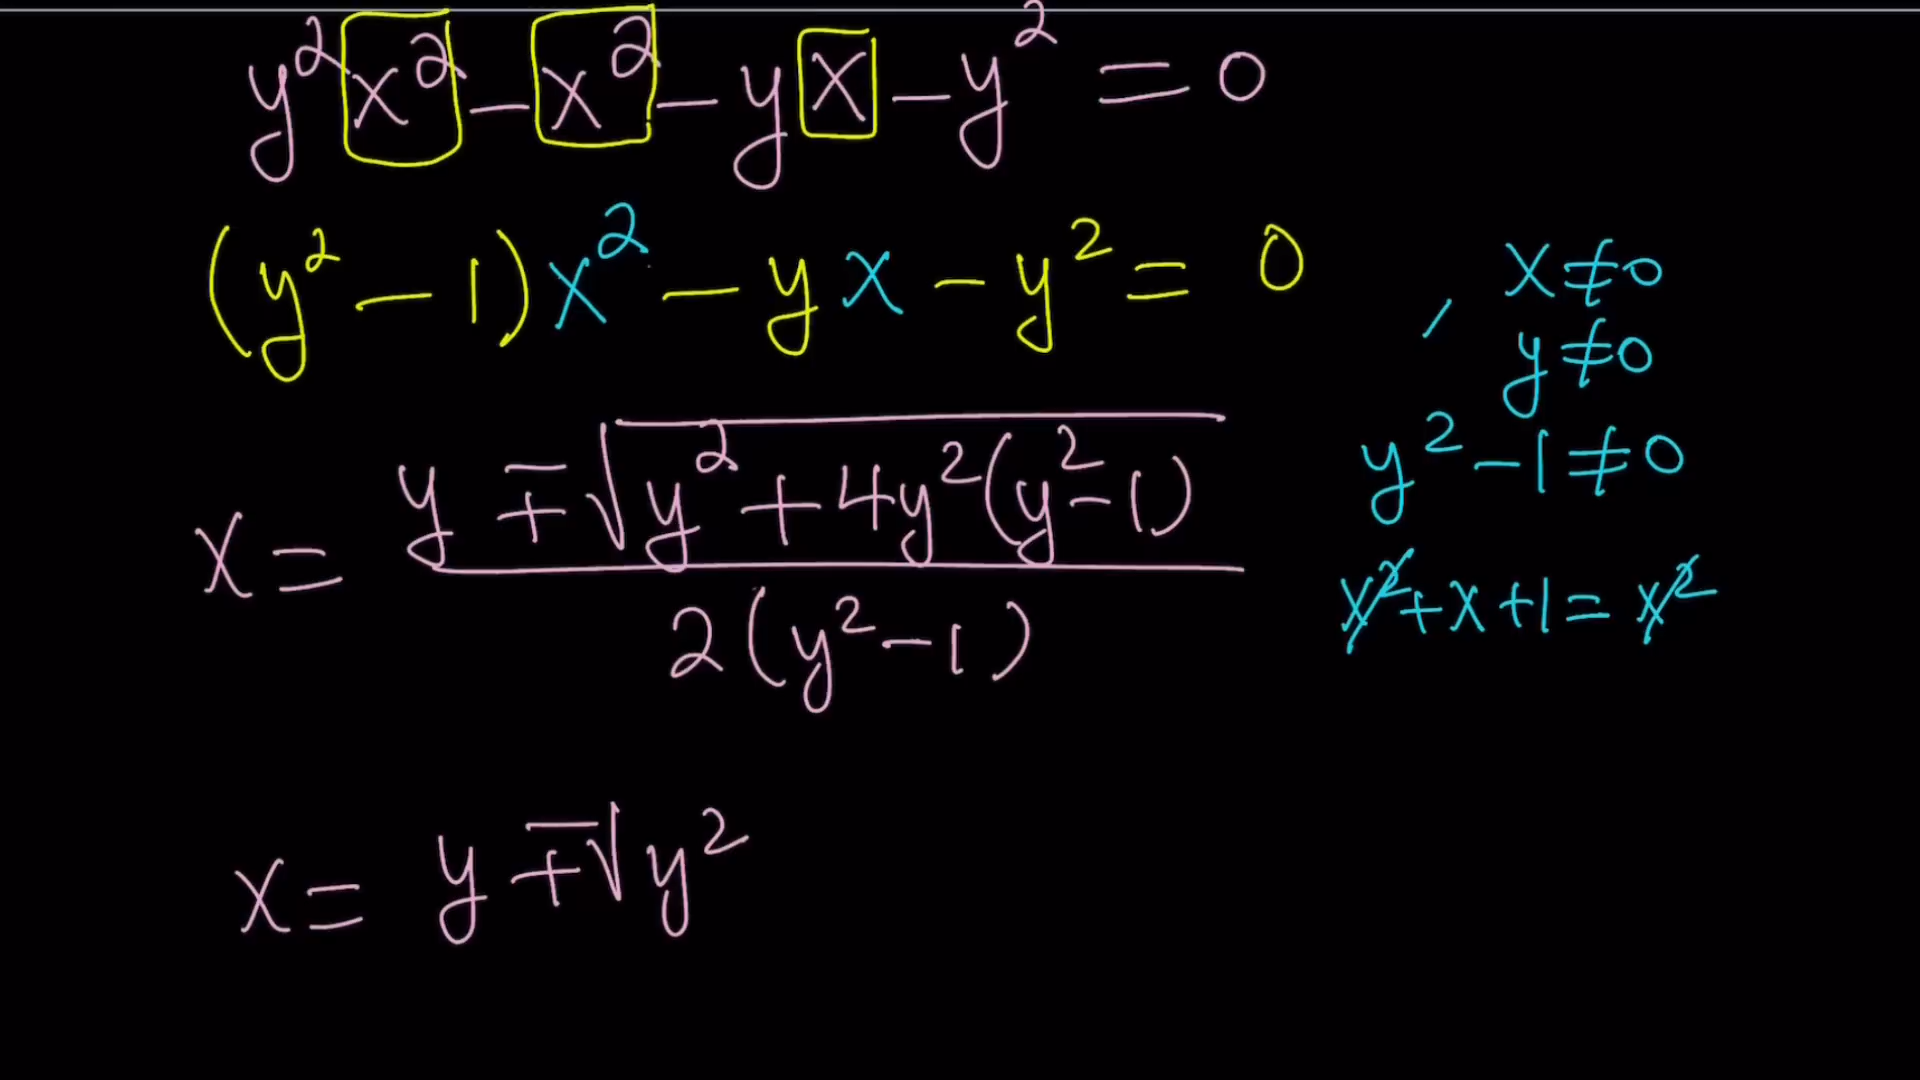 y²x² − x² − yx − y² = 0
(y² − 1)x² − yx − y² = 0 , x ≠ 0
y ≠ 0
y² − 1 ≠ 0
x = (y ∓ √(y² + 4y²(y² − 1))) / (2(y² − 1))
x² + x + 1 = x²
x = y ∓ √y²